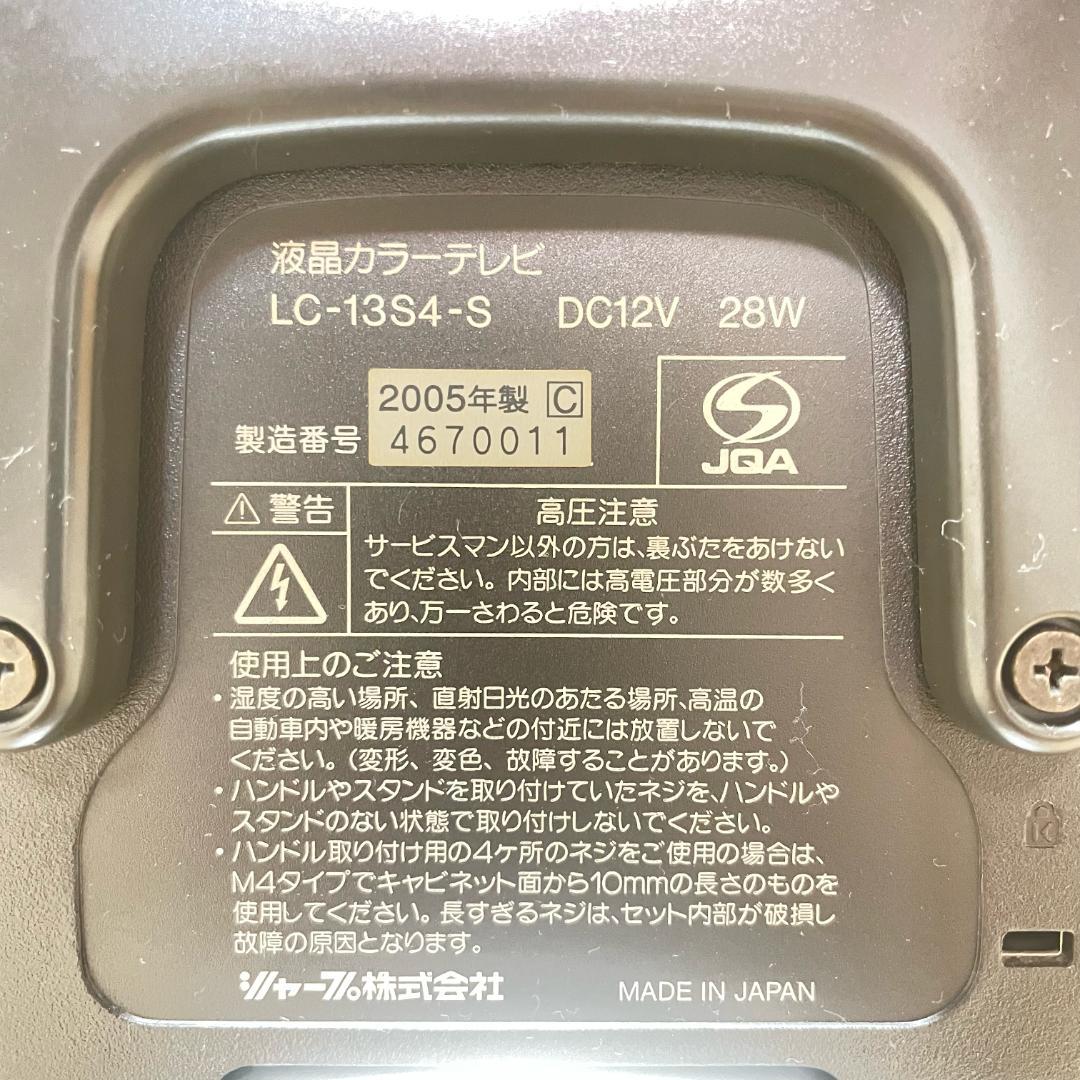 液晶カラーテレビ
LC-13S4-S DC12V 28W
2005年製 C
製造番号 4670011
JQA
警告
高圧注意
サービスマン以外の方は、裏ぶたをあけない
でください。内部には高電圧部分が数多く
あり、万一さわると危険です。
使用上のご注意
・湿度の高い場所、直射日光のあたる場所、高温の
自動車内や暖房機器などの付近には放置しないで
ください。(変形、変色、故障することがあります。)
・ハンドルやスタンドを取り付けていたネジを、ハンドルや
スタンドのない状態で取り付けしないでください。
・ハンドル取り付け用の4ケ所のネジをご使用の場合は、
M4タイプでキャビネット面から10mmの長さのものを
使用してください。長すぎるネジは、セット内部が破損し
故障の原因となります。
シャープ株式会社 MADE IN JAPAN